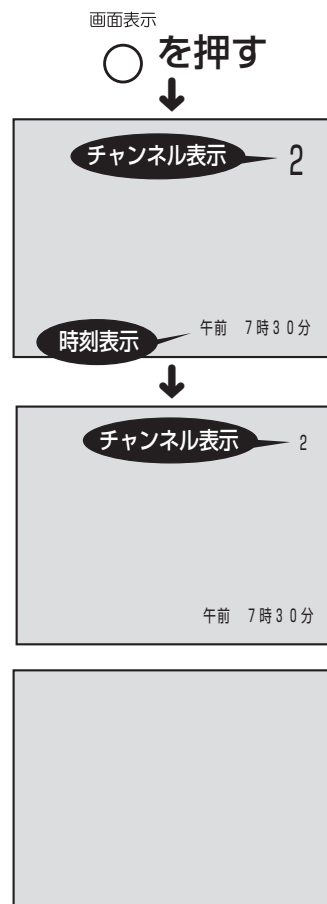 画面表示
を押す
チャンネル表示 2
午前 7時30分
時刻表示
チャンネル表示 2
午前 7時30分